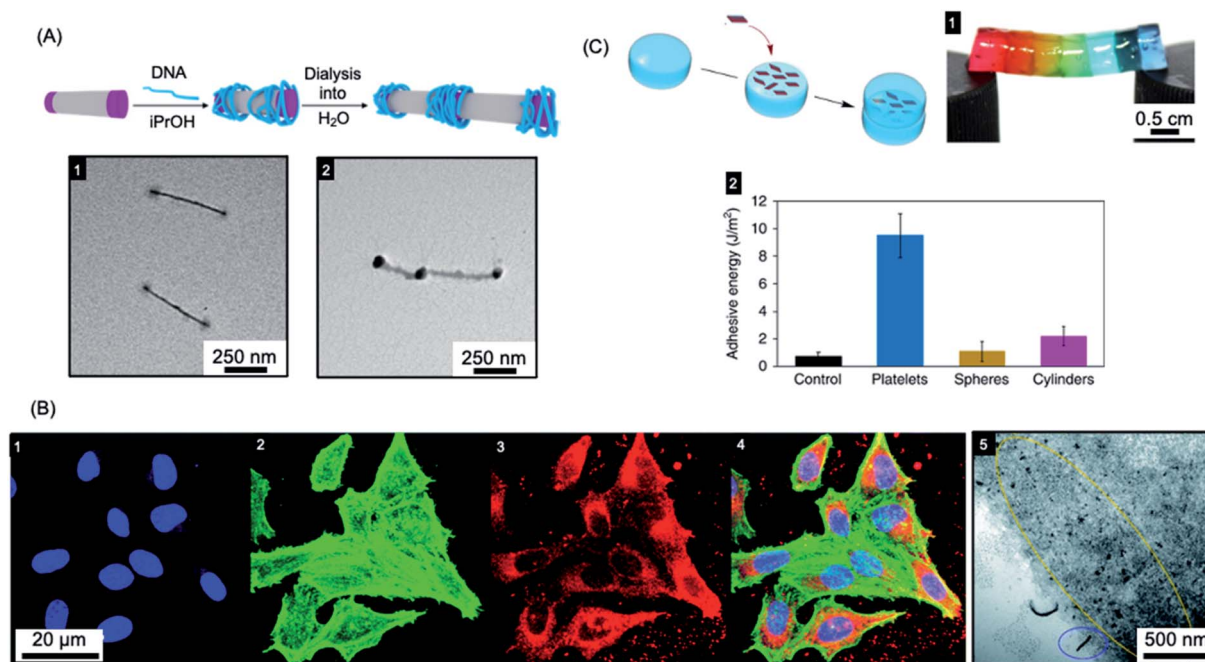 (A)
DNA
iPrOH
Dialysis
into
H₂O
1
250 nm
2
250 nm
(C)
1
0.5 cm
2
Adhesive energy (J/m²)
12
10
8
6
4
2
0
Control Platelets Spheres Cylinders
(B)
1
20 µm
2
3
4
5
500 nm